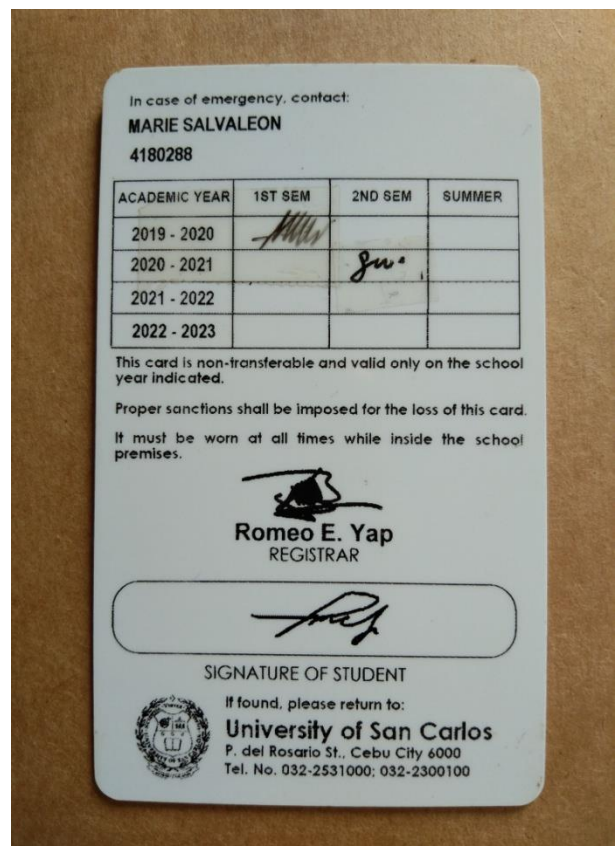 In case of emergency, contact:
MARIE SALVALEON
4180288
ACADEMIC YEAR 1ST SEM 2ND SEM SUMMER
2019 - 2020
2020 - 2021
2021 - 2022
2022 - 2023
This card is non-transferable and valid only on the school
year indicated.
Proper sanctions shall be imposed for the loss of this card.
It must be worn at all times while inside the school
premises.
Romeo E. Yap
REGISTRAR
SIGNATURE OF STUDENT
If found, please return to:
University of San Carlos
P. del Rosario St., Cebu City 6000
Tel. No. 032-2531000; 032-2300100